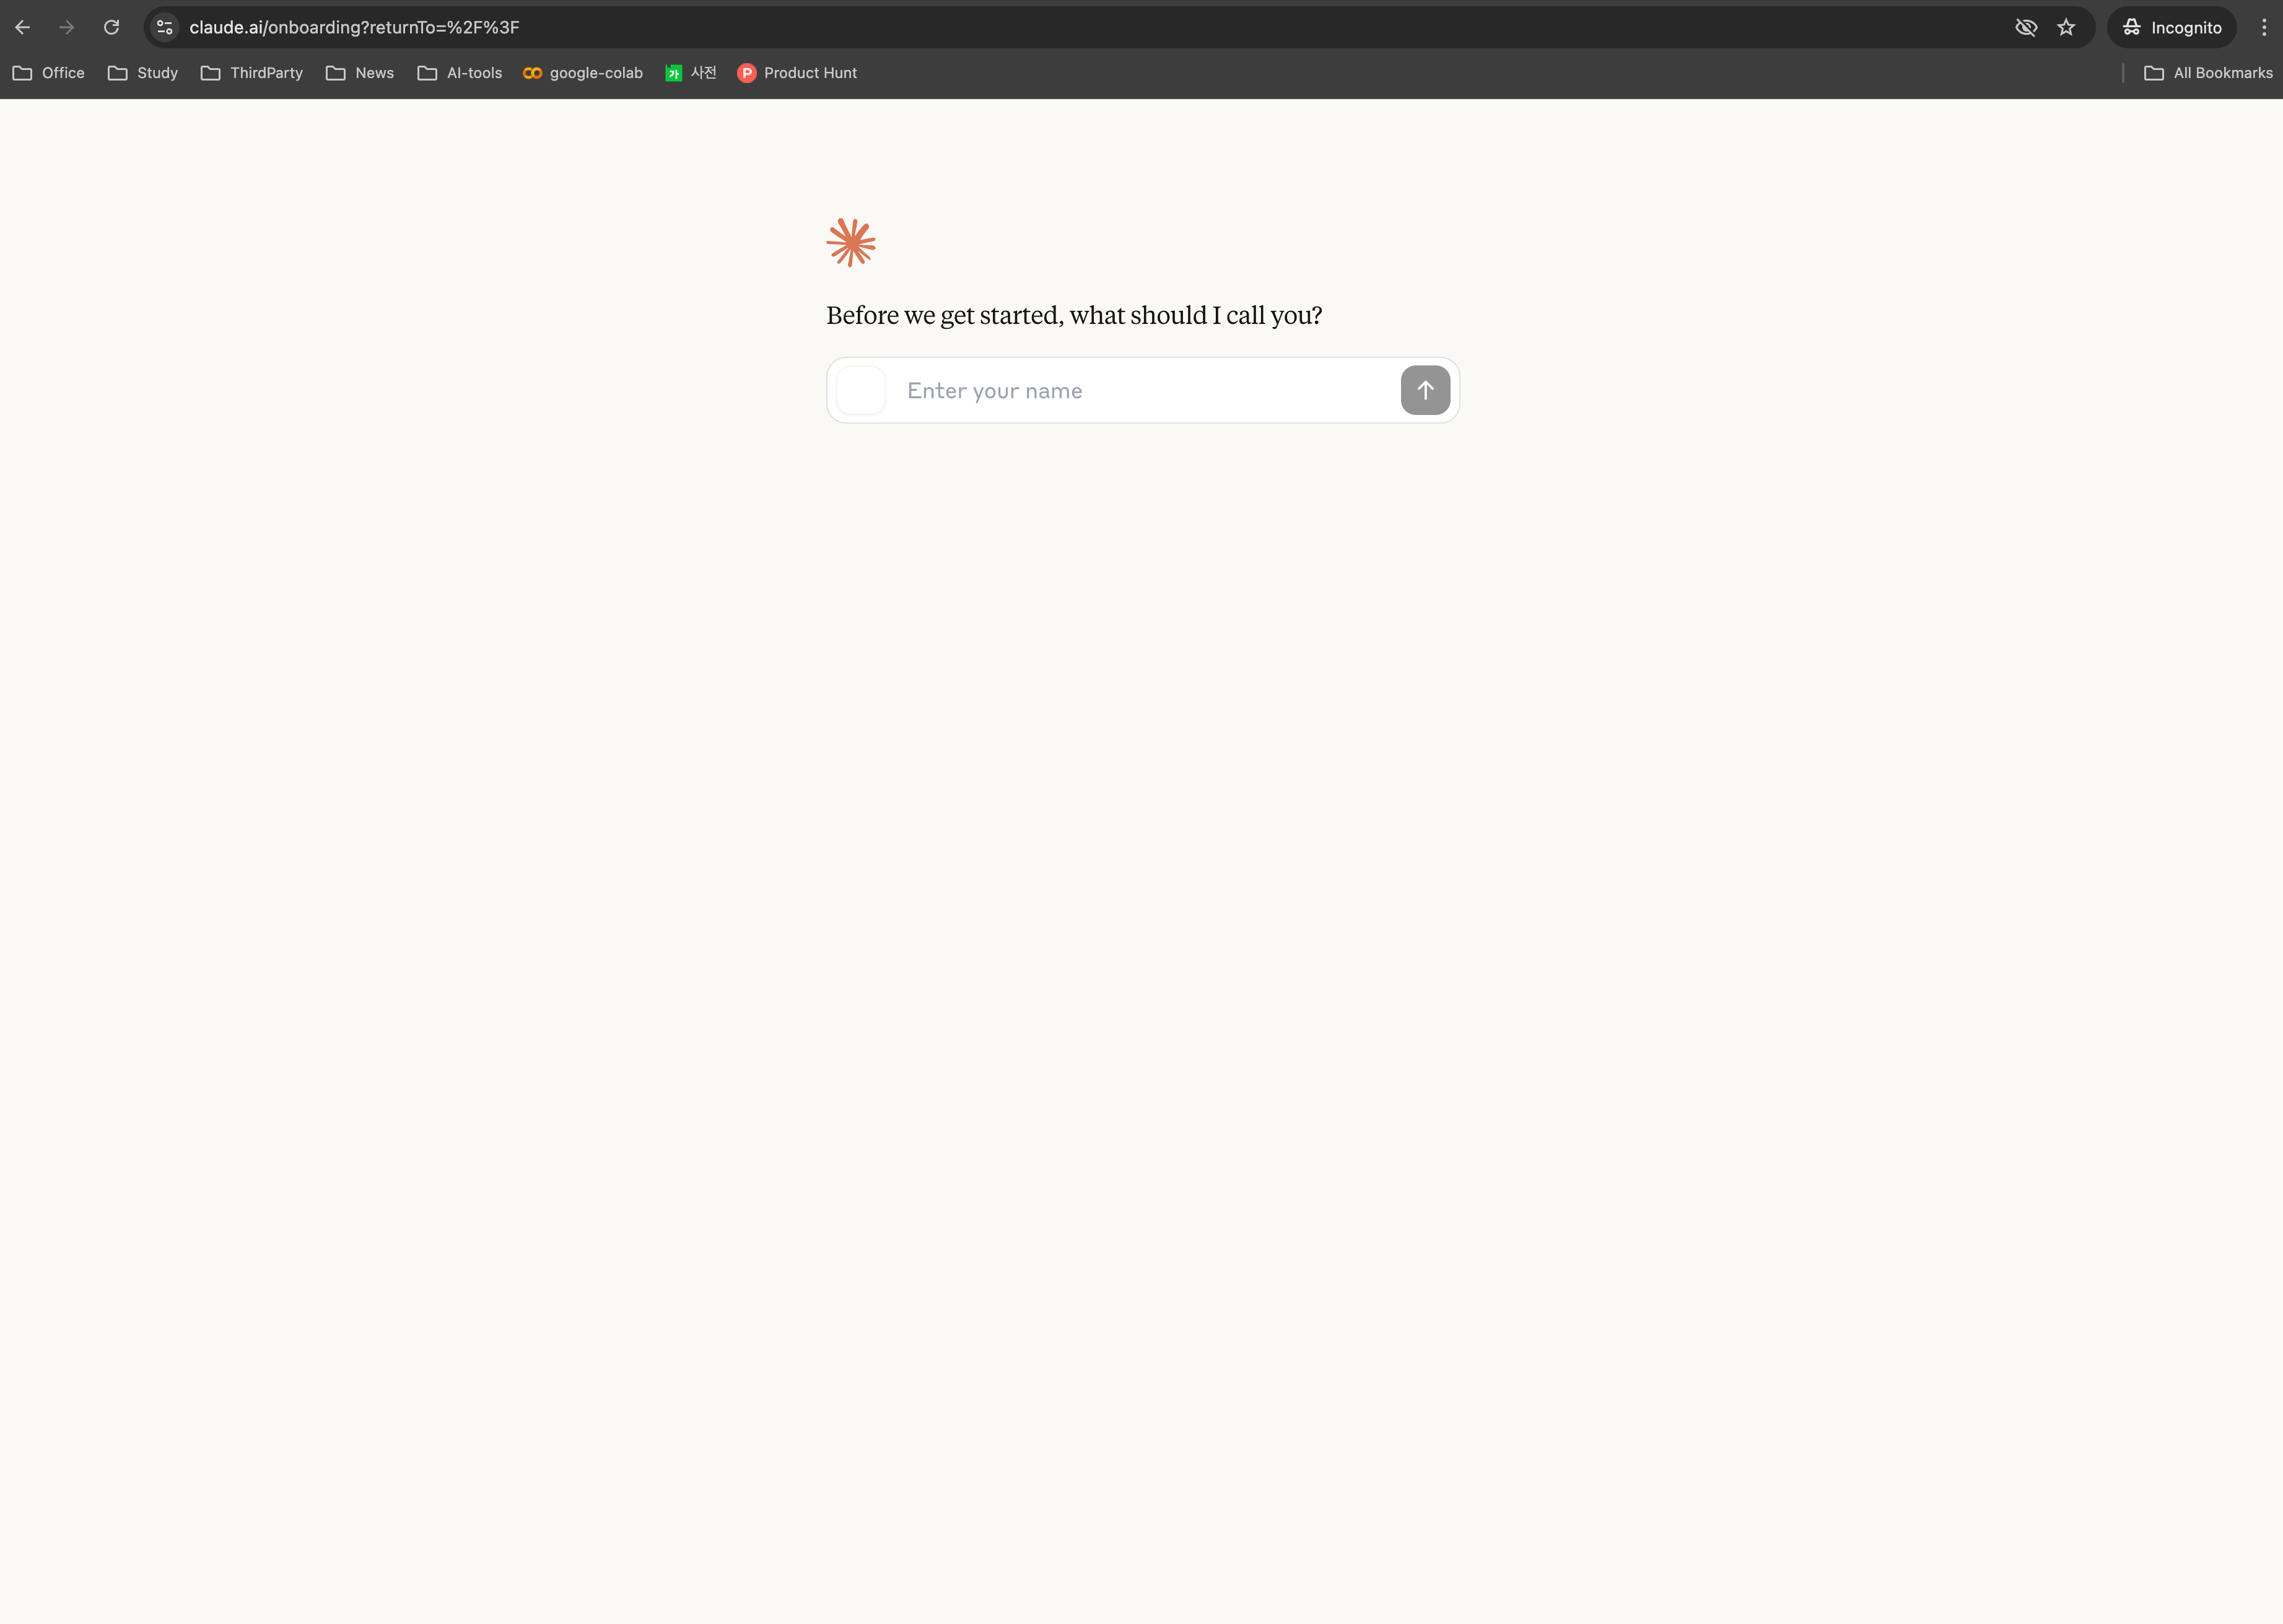 claude.ai/onboarding?returnTo=%2F%3F
Incognito
Office
Study
ThirdParty
News
AI-tools
google-colab
가
사전
P
Product Hunt
All Bookmarks
Before we get started, what should I call you?
Enter your name